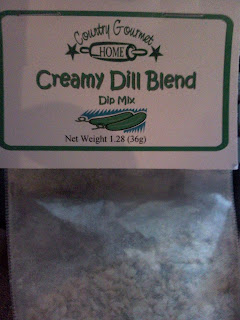 Country Gourmet
HOME
Creamy Dill Blend
Dip Mix
Net Weight 1.28 (36g)